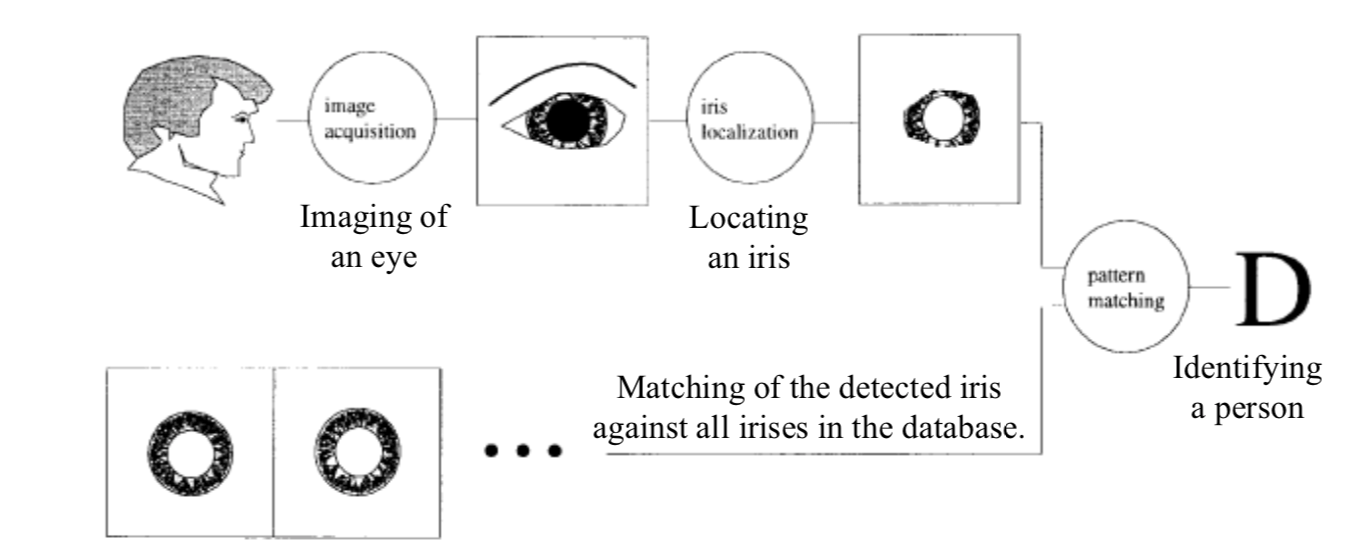 image
acquisition
Imaging of
an eye
iris
localization
Locating
an iris
pattern
matching
D
Identifying
a person
Matching of the detected iris
against all irises in the database.